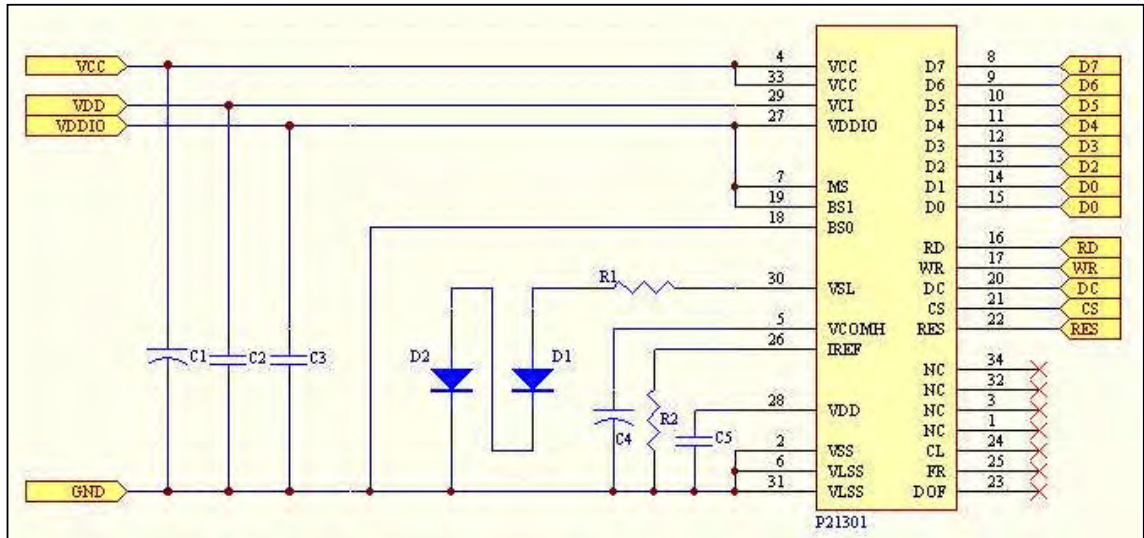 4 8
VCC VCC D7 D7
33 9
VCC D6 D6
29 10
VDD VCI D5 D5
27 11
VDDIO VDDIO D4 D4
12
D3 D3
13
D2 D2
7 14
MS D1 D0
19 15
BS1 D0 D0
18
BS0
16
RD RD
17
WR WR
R1 30 20
VSL DC DC
21
CS CS
5 22
VCOMH RES RES
26
IREF
C1 C2 C3 D2 D1
34
NC
32
NC
28 3
VDD NC
C4 R2 C5 1
NC
2 24
VSS CL
6 25
VLSS FR
31 23
GND VLSS DOF
P21301